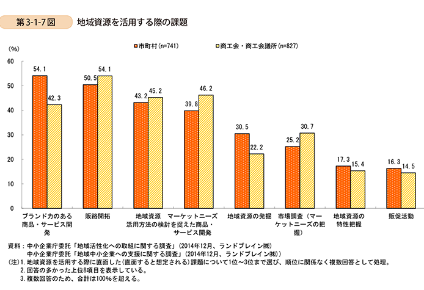 第3-1-7図 地域資源を活用する際の課題
(%)
市町村(n=741) 商工会・商工会議所(n=827)
60
50
40
30
20
10
0
54.1 42.3 50.5 54.1 43.2 45.2 39.8 46.2 30.5 22.2 25.2 30.7 17.3 15.4 16.3 14.5
ブランド力のある
商品・サービス開
発
販路開拓
地域資源
活用方法の検討
マーケットニーズ
を捉えた商品・
サービス開発
地域資源の発掘
市場調査(マー
ケットニーズの把
握)
地域資源の
特性把握
販促活動
資料:中小企業庁委託「地域活性化への取組に関する調査」(2014年12月、ランドブレイン㈱)
中小企業庁委託「地域中小企業への支援に関する調査」(2014年12月、ランドブレイン㈱)
(注)1.地域資源を活用する際に直面した(直面すると想定される)課題について1位~3位まで選び、順位に関係なく複数回答として処理。
2.回答の多かった上位8項目を表示している。
3.複数回答のため、合計は100%を超える。